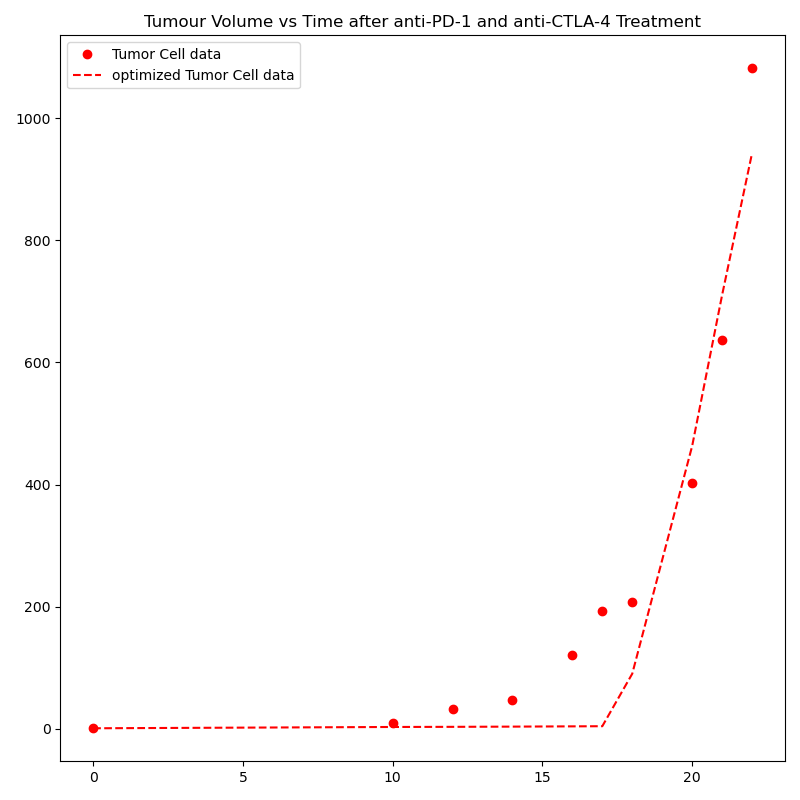 Tumour Volume vs Time after anti-PD-1 and anti-CTLA-4 Treatment
Tumor Cell data
optimized Tumor Cell data
1000
800
600
400
200
0
0 5 10 15 20